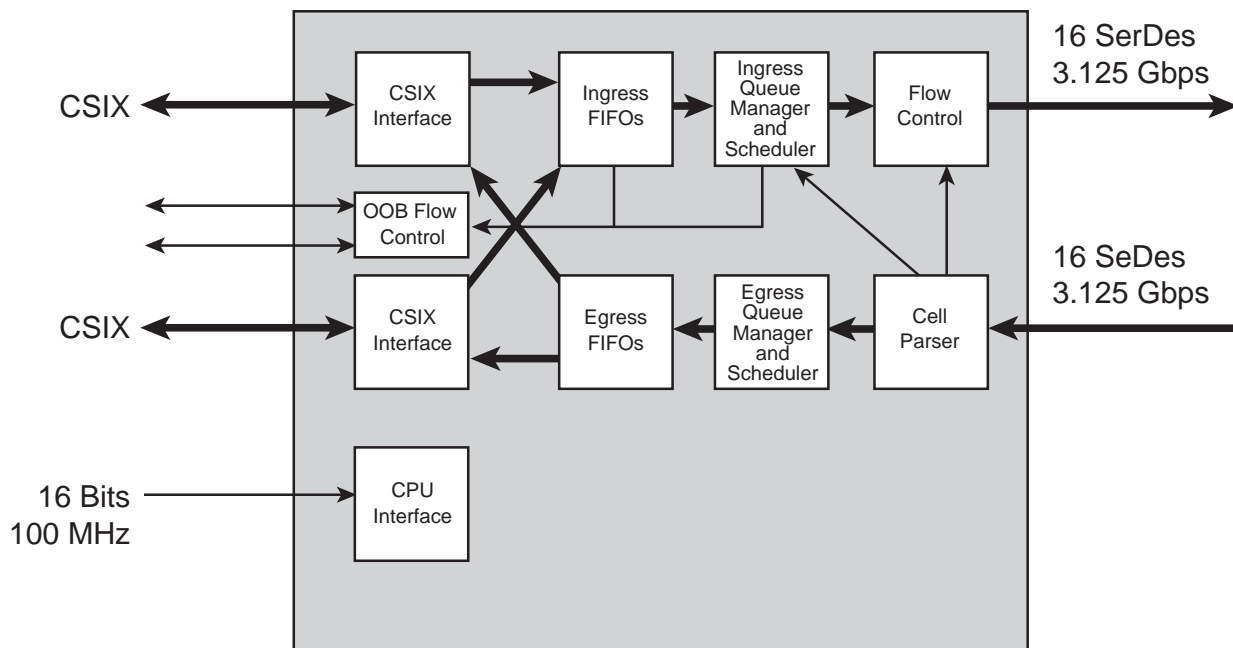 16 SerDes
3.125 Gbps
CSIX
CSIX
Interface
Ingress
FIFOs
Ingress
Queue
Manager
and
Scheduler
Flow
Control
OOB Flow
Control
16 SeDes
3.125 Gbps
CSIX
CSIX
Interface
Egress
FIFOs
Egress
Queue
Manager
and
Scheduler
Cell
Parser
16 Bits
100 MHz
CPU
Interface